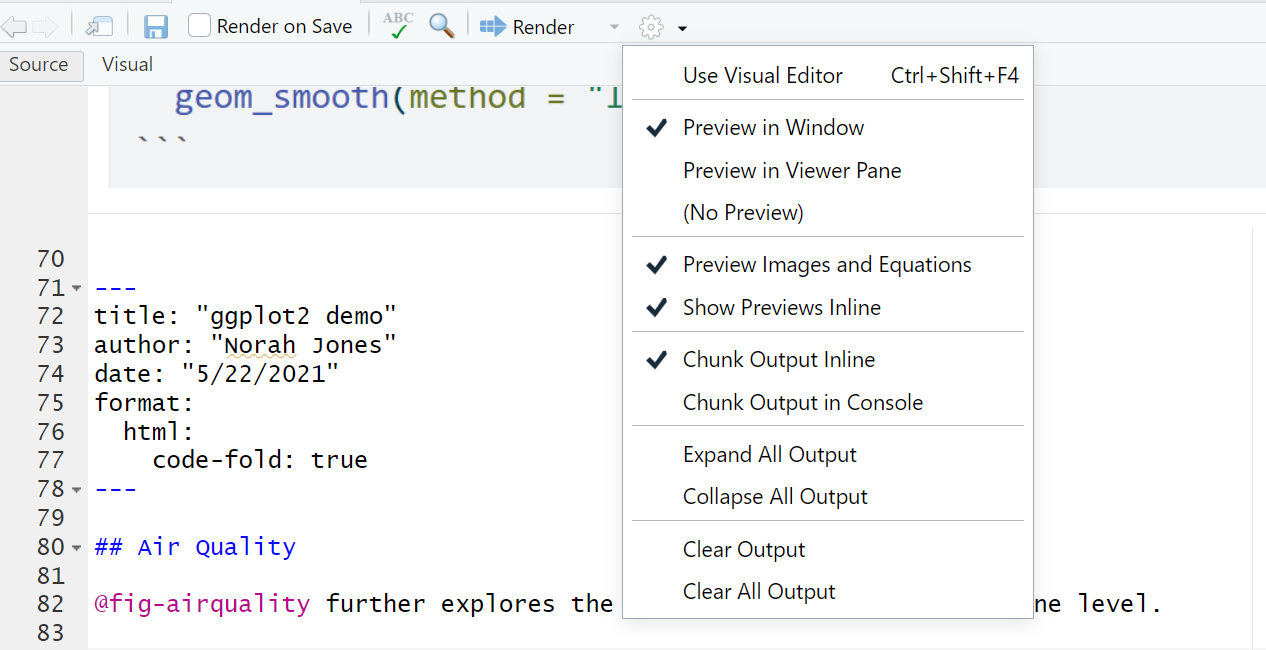 Render on Save ABC Render
Source Visual
geom_smooth(method = "l
```
70
71 ---
72 title: "ggplot2 demo"
73 author: "Norah Jones"
74 date: "5/22/2021"
75 format:
76 html:
77 code-fold: true
78 ---
79
80 ## Air Quality
81
82 @fig-airquality further explores the ne level.
83
Use Visual Editor Ctrl+Shift+F4
Preview in Window
Preview in Viewer Pane
(No Preview)
Preview Images and Equations
Show Previews Inline
Chunk Output Inline
Chunk Output in Console
Expand All Output
Collapse All Output
Clear Output
Clear All Output